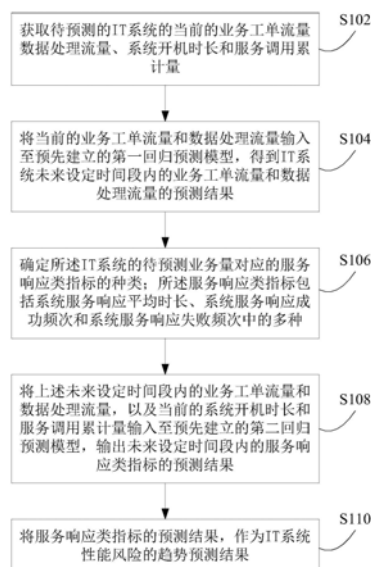 获取待预测的IT系统的当前的业务工单流量
数据处理流量、系统开机时长和服务调用累
计量
S102
将当前的业务工单流量和数据处理流量输入
至预先建立的第一回归预测模型，得到IT系
统未来设定时间段内的业务工单流量和数据
处理流量的预测结果
S104
确定所述IT系统的待预测业务量对应的服务
响应类指标的种类；所述服务响应类指标包
括系统服务响应平均时长、系统服务响应成
功频次和系统服务响应失败频次中的多种
S106
将上述未来设定时间段内的业务工单流量和
数据处理流量，以及当前的系统开机时长和
服务调用累计量输入至预先建立的第二回归
预测模型，输出未来设定时间段内的服务响
应类指标的预测结果
S108
将服务响应类指标的预测结果，作为IT系统
性能风险的趋势预测结果
S110